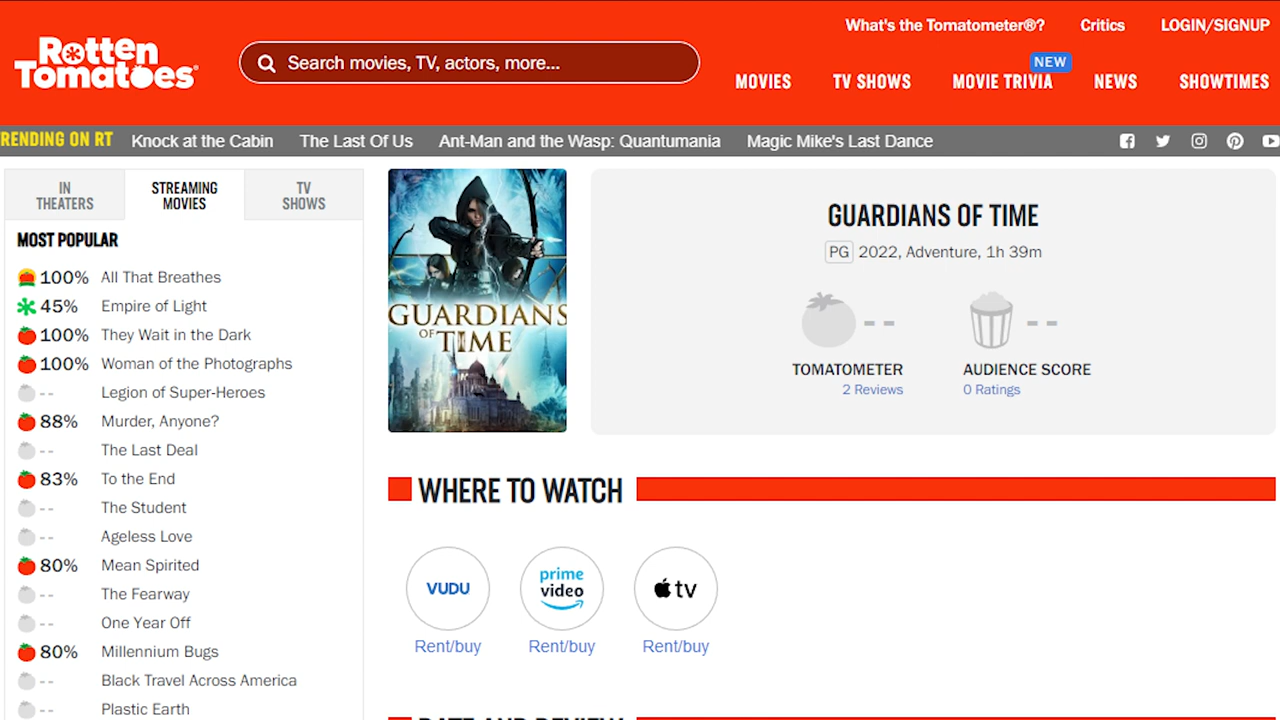 What's the Tomatometer®? Critics LOGIN/SIGNUP
Rotten
Tomatoes®
Search movies, TV, actors, more...
NEW
MOVIES TV SHOWS MOVIE TRIVIA NEWS SHOWTIMES
RENDING ON RT Knock at the Cabin The Last Of Us Ant-Man and the Wasp: Quantumania Magic Mike's Last Dance
IN THEATERS
STREAMING MOVIES
TV SHOWS
MOST POPULAR
100% All That Breathes
45% Empire of Light
100% They Wait in the Dark
100% Woman of the Photographs
- - Legion of Super-Heroes
88% Murder, Anyone?
- - The Last Deal
83% To the End
- - The Student
- - Ageless Love
80% Mean Spirited
- - The Fearway
- - One Year Off
80% Millennium Bugs
- - Black Travel Across America
- - Plastic Earth
GUARDIANS
OF TIME
GUARDIANS OF TIME
PG 2022, Adventure, 1h 39m
- - - -
TOMATOMETER AUDIENCE SCORE
2 Reviews 0 Ratings
WHERE TO WATCH
VUDU
prime video
tv
Rent/buy Rent/buy Rent/buy